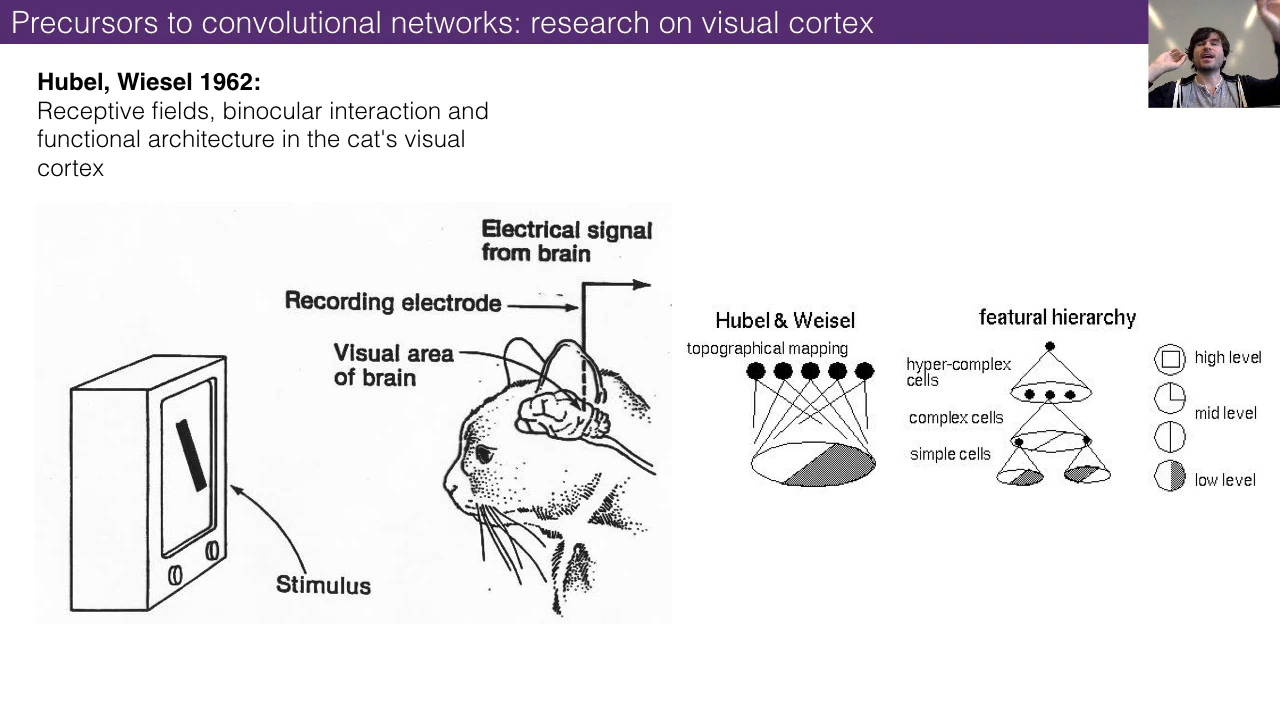 Precursors to convolutional networks: research on visual cortex
Hubel, Wiesel 1962:
Receptive fields, binocular interaction and
functional architecture in the cat's visual
cortex
Electrical signal
from brain
Recording electrode
Visual area
of brain
Stimulus
Hubel & Weisel
topographical mapping
featural hierarchy
hyper-complex
cells
complex cells
simple cells
high level
mid level
low level